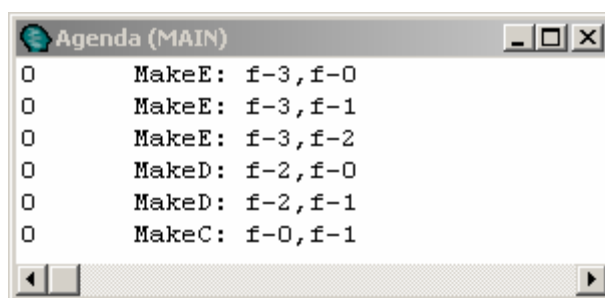 Agenda (MAIN)
0 MakeE: f-3,f-0
0 MakeE: f-3,f-1
0 MakeE: f-3,f-2
0 MakeD: f-2,f-0
0 MakeD: f-2,f-1
0 MakeC: f-0,f-1